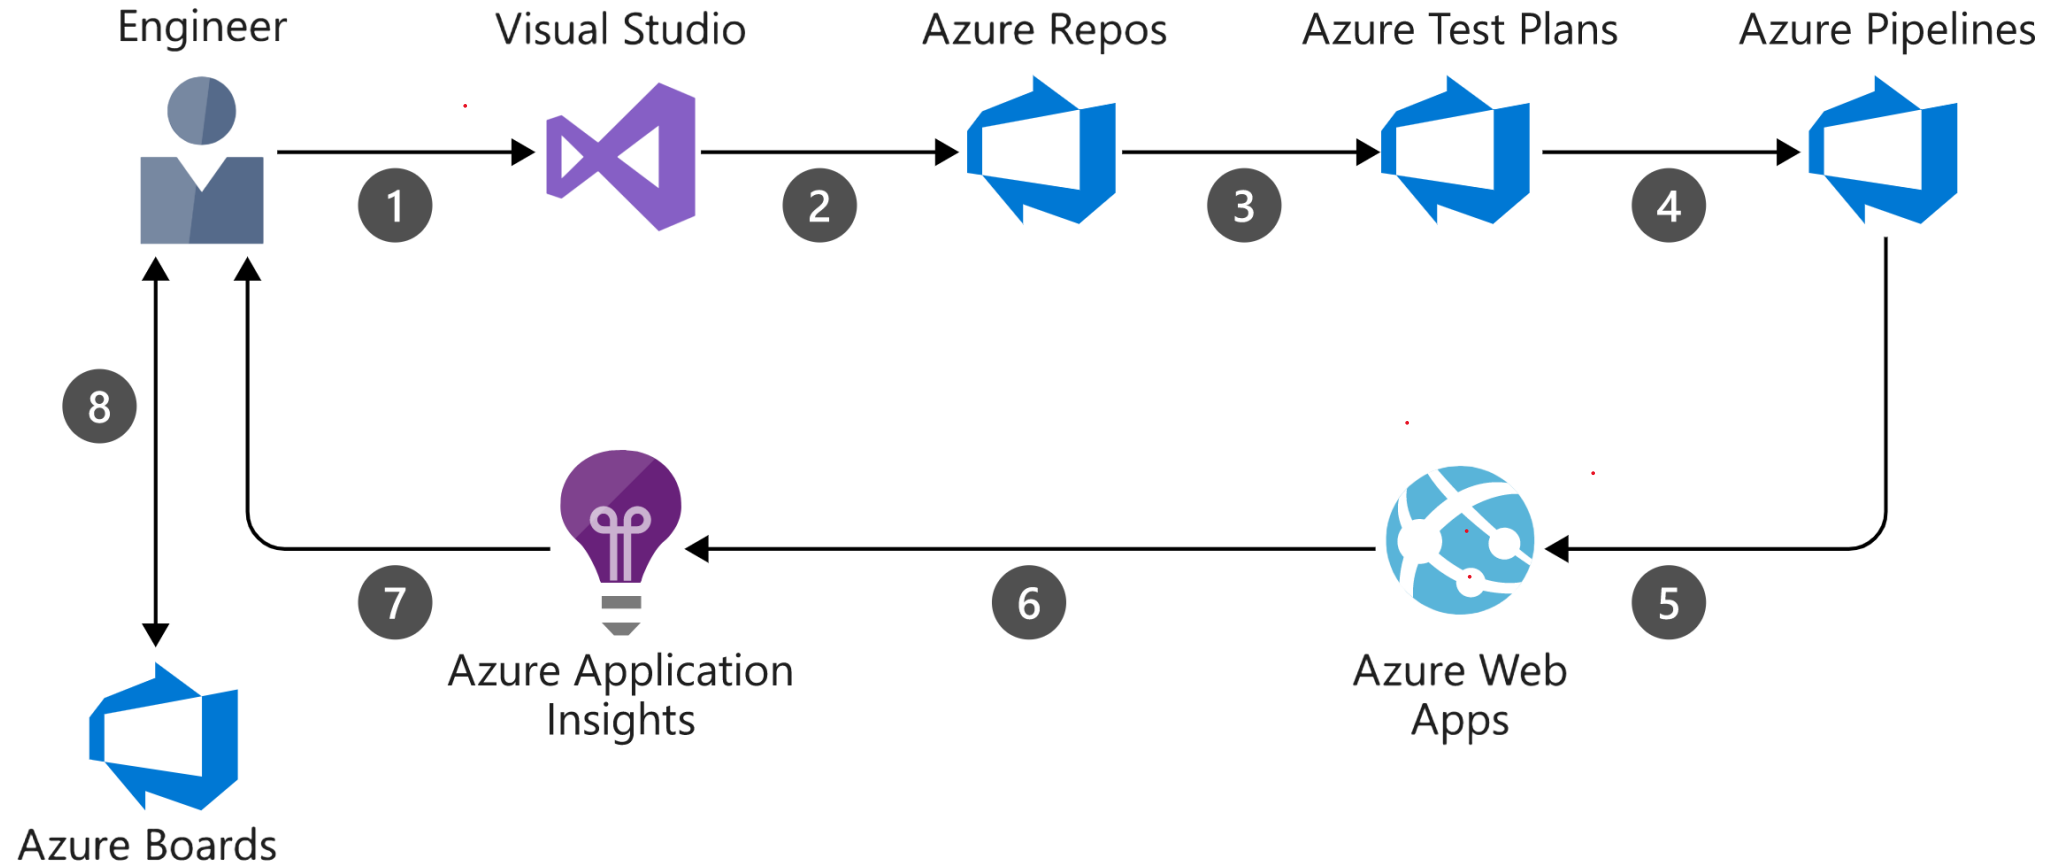 Engineer
Visual Studio
Azure Repos
Azure Test Plans
Azure Pipelines
1
2
3
4
8
7
6
5
Azure Application
Insights
Azure Web
Apps
Azure Boards